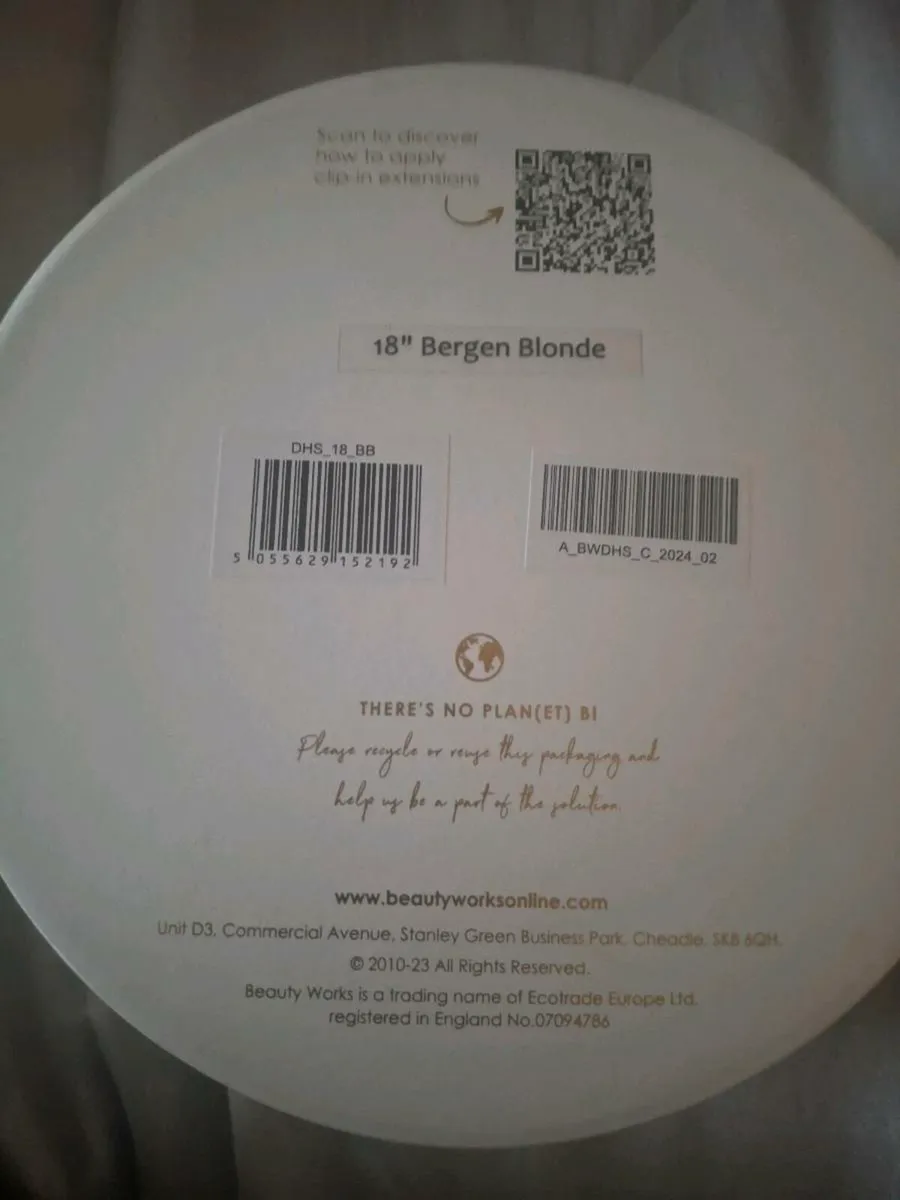 Scan to discover
how to apply
clip-in extensions
18" Bergen Blonde
DHS_18_BB
5 055629 152192
A_BWDHS_C_2024_02
THERE'S NO PLAN(ET) B!
Please recycle or reuse this packaging and
help us be a part of the solution.
www.beautyworksonline.com
Unit D3, Commercial Avenue, Stanley Green Business Park, Cheadle, SK8 6QH.
© 2010-23 All Rights Reserved.
Beauty Works is a trading name of Ecotrade Europe Ltd.
registered in England No.07094786